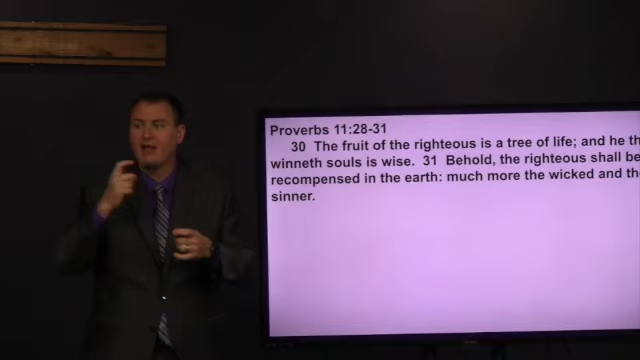 Proverbs 11:28-31
30 The fruit of the righteous is a tree of life; and he th
winneth souls is wise. 31 Behold, the righteous shall be
recompensed in the earth: much more the wicked and the
sinner.